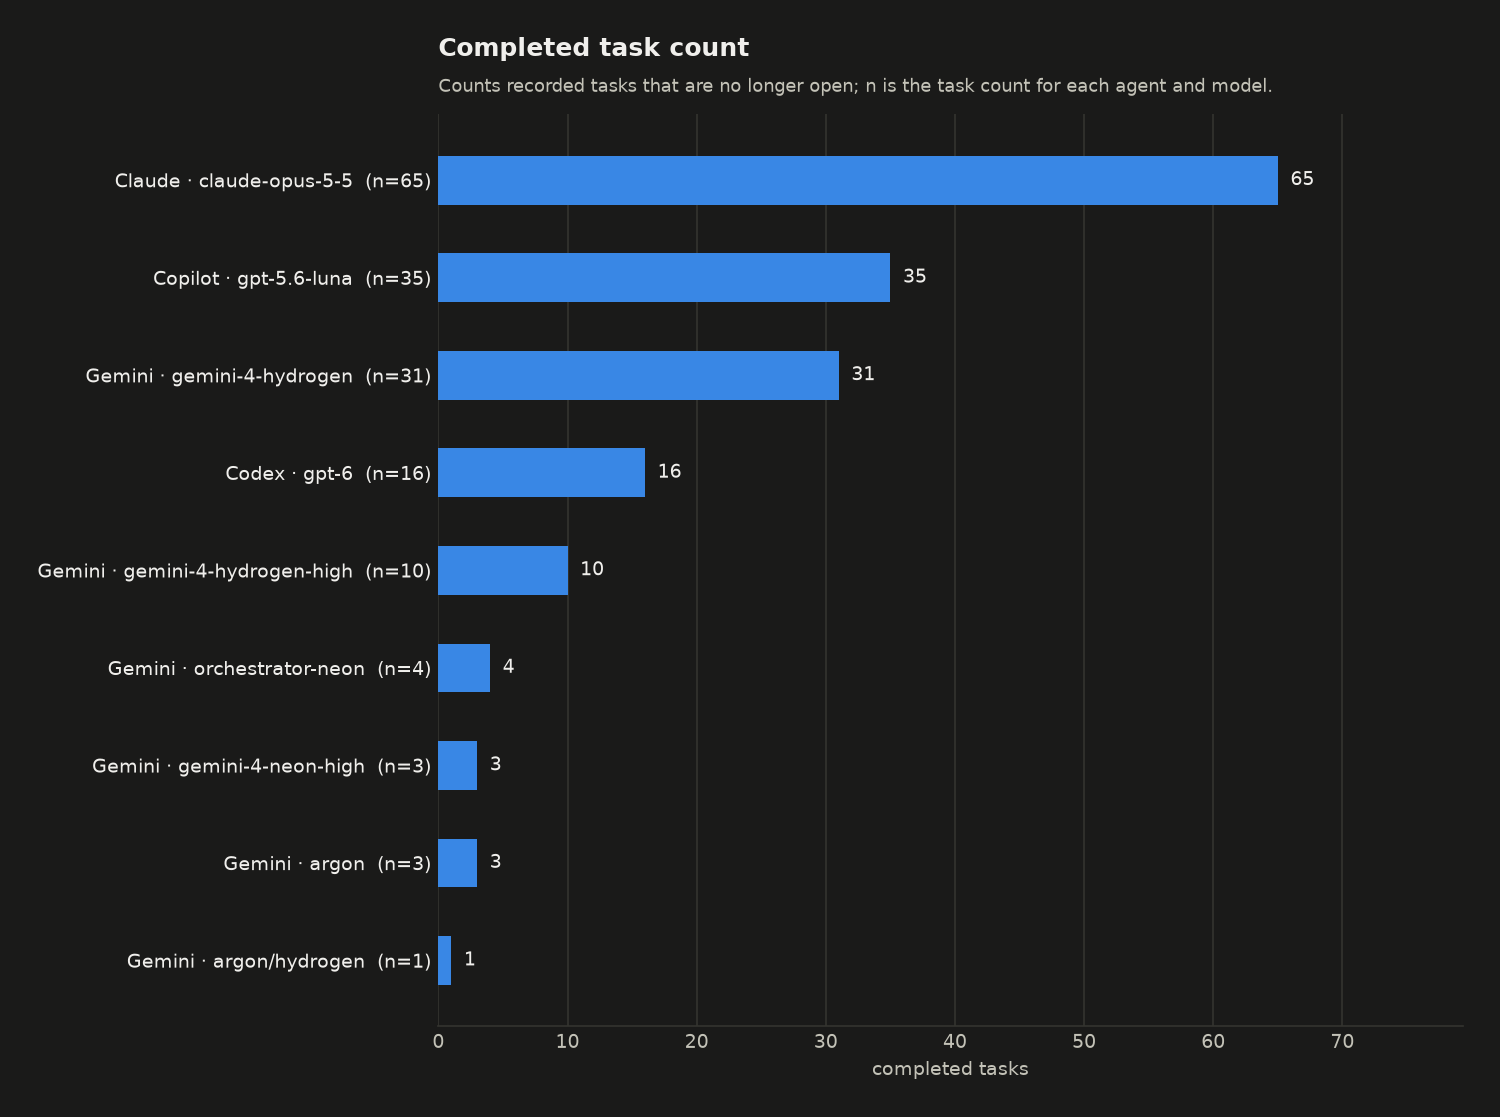 Completed task count
Counts recorded tasks that are no longer open; n is the task count for each agent and model.
Claude · claude-opus-5-5 (n=65) 65
Copilot · gpt-5.6-luna (n=35) 35
Gemini · gemini-4-hydrogen (n=31) 31
Codex · gpt-6 (n=16) 16
Gemini · gemini-4-hydrogen-high (n=10) 10
Gemini · orchestrator-neon (n=4) 4
Gemini · gemini-4-neon-high (n=3) 3
Gemini · argon (n=3) 3
Gemini · argon/hydrogen (n=1) 1
0 10 20 30 40 50 60 70
completed tasks